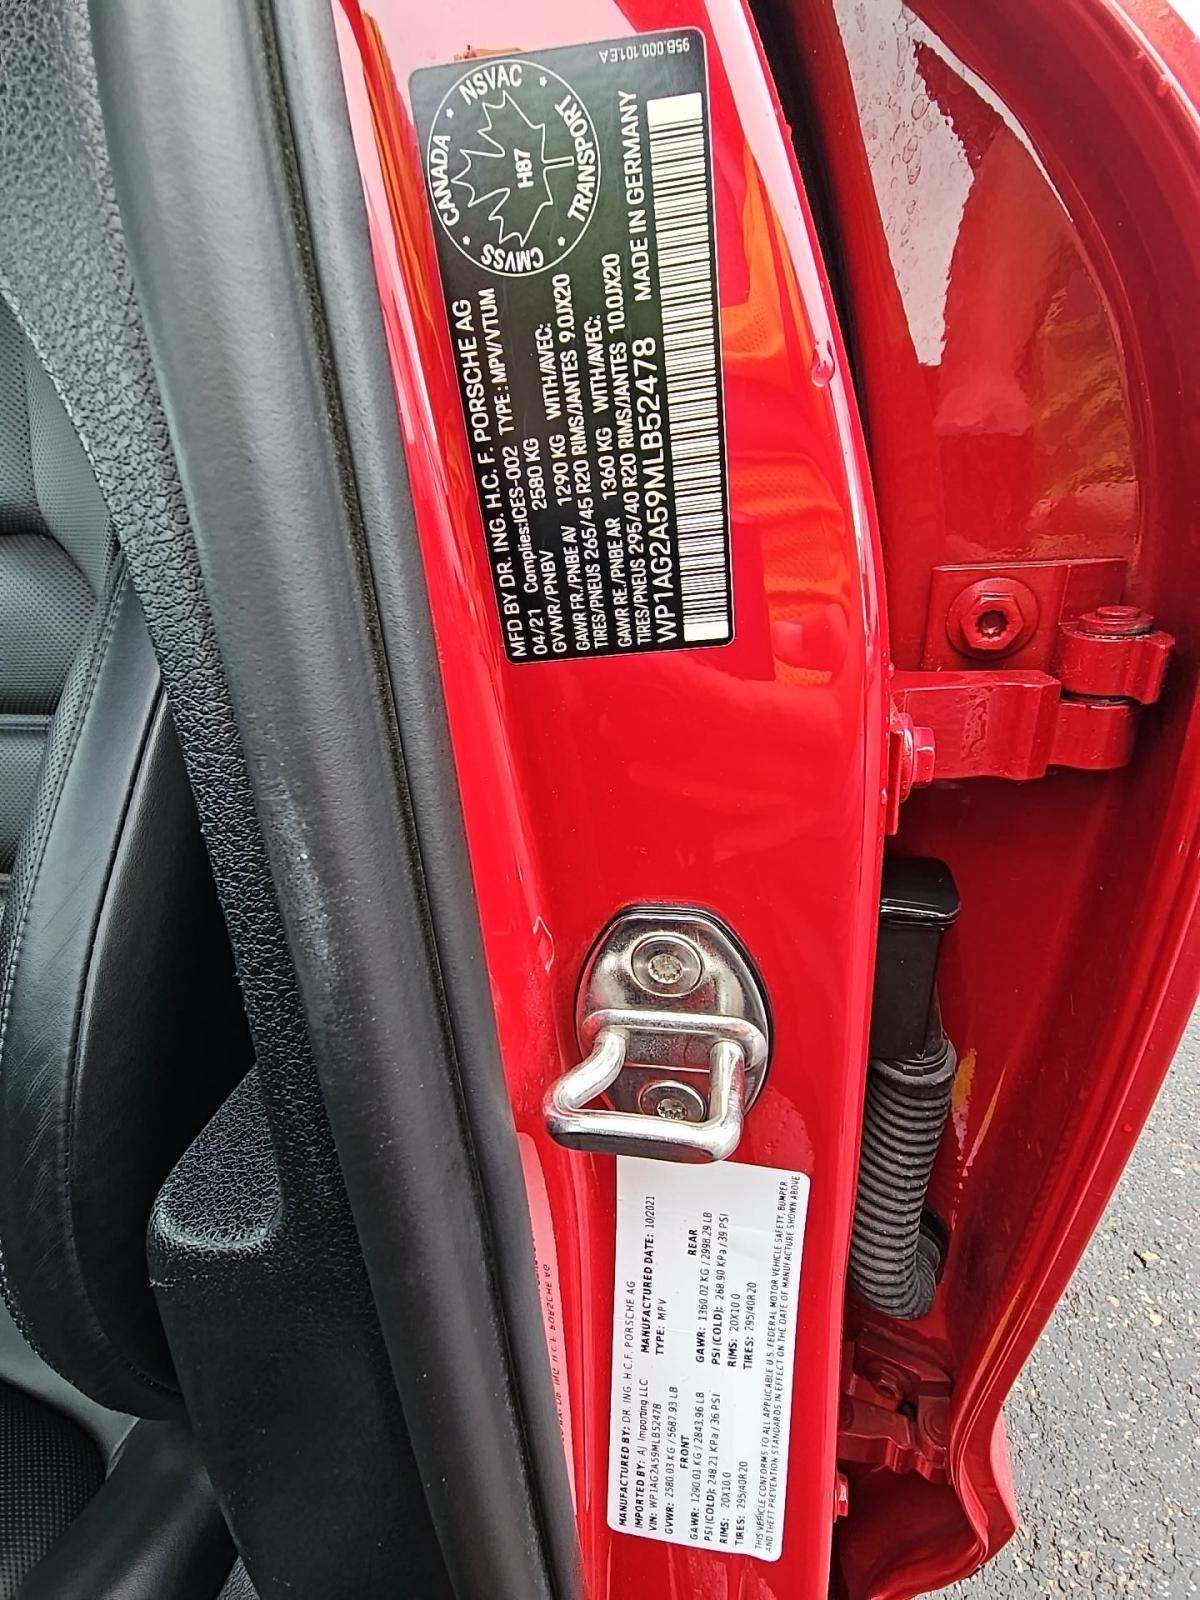 95B.000.101.EA
NSVAC
CANADA
TRANSPORT
CMVSS
H87
MFD BY DR. ING. H.C. F. PORSCHE AG
04/21 Complies:ICES-002 TYPE : MPV/VTUM
GVWR/PNBV 2580 KG
GAWR FR./PNBE AV 1290 KG WITH/AVEC:
TIRES/PNEUS 265/45 R20 RIMS/JANTES 9.0JX20
GAWR RE./PNBE AR 1360 KG WITH/AVEC:
TIRES/PNEUS 295/40 R20 RIMS/JANTES 10.0JX20
WP1AG2A59MLB52478 MADE IN GERMANY
MANUFACTURED BY: DR. ING. H.C.F. PORSCHE AG
IMPORTED BY: AJ Importing LLC MANUFACTURED DATE: 10/2021
VIN: WP1AG2A59MLB52478 TYPE: MPV
GVWR: 2580.03 KG / 5687.93 LB
FRONT REAR
GAWR: 1290.01 KG / 2843.96 LB GAWR: 1360.02 KG / 2998.29 LB
PSI (COLD): 248.21 KPa / 36 PSI PSI (COLD): 268.90 KPa / 39 PSI
RIMS: 20X10.0 RIMS: 20X10.0
TIRES: 295/40R20 TIRES: 295/40R20
THIS VEHICLE CONFORMS TO ALL APPLICABLE U.S. FEDERAL MOTOR VEHICLE SAFETY, BUMPER
AND THEFT PREVENTION STANDARDS IN EFFECT ON THE DATE OF MANUFACTURE SHOWN ABOVE